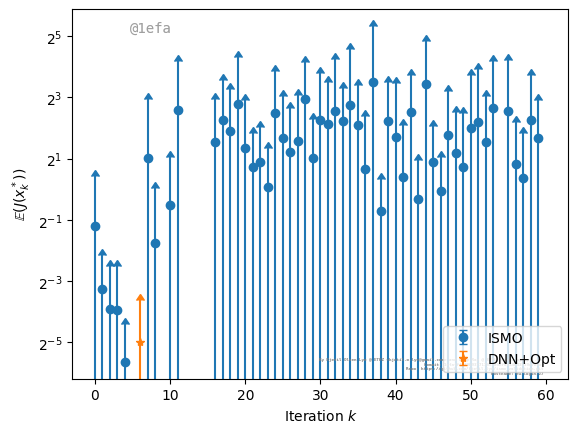 @1efa
2^5
2^3
2^1
2^{-1}
2^{-3}
2^{-5}
𝔼(J(x_k^*))
ISMO
DNN+Opt
0 10 20 30 40 50 60
Iteration k